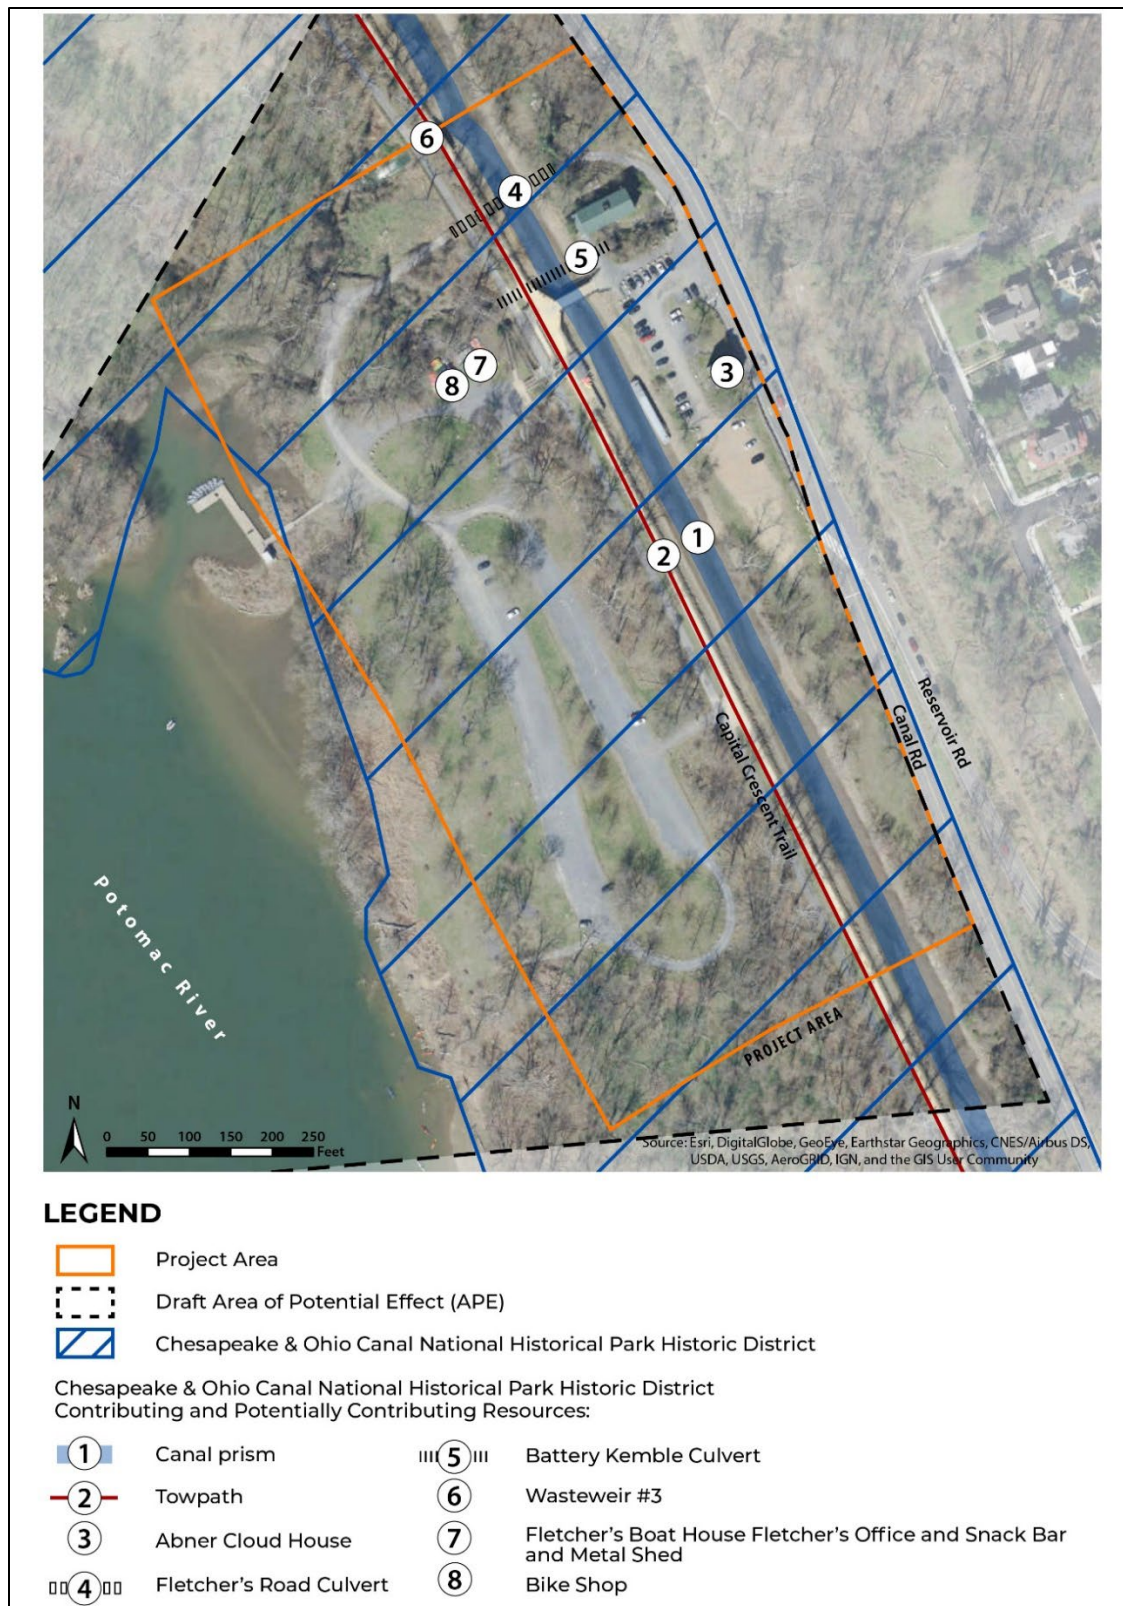 6
4
5
3
7
8
1
2
Reservoir Rd
Canal Rd
Capital Crescent Trail
Potomac River
PROJECT AREA
N
0 50 100 150 200 250
Feet
Source: Esri, DigitalGlobe, GeoEye, Earthstar Geographics, CNES/Airbus DS,
USDA, USGS, AeroGRID, IGN, and the GIS User Community
LEGEND
Project Area
Draft Area of Potential Effect (APE)
Chesapeake & Ohio Canal National Historical Park Historic District
Chesapeake & Ohio Canal National Historical Park Historic District
Contributing and Potentially Contributing Resources:
1 Canal prism
2 Towpath
3 Abner Cloud House
4 Fletcher's Road Culvert
5 Battery Kemble Culvert
6 Wasteweir #3
7 Fletcher's Boat House Fletcher's Office and Snack Bar
and Metal Shed
8 Bike Shop